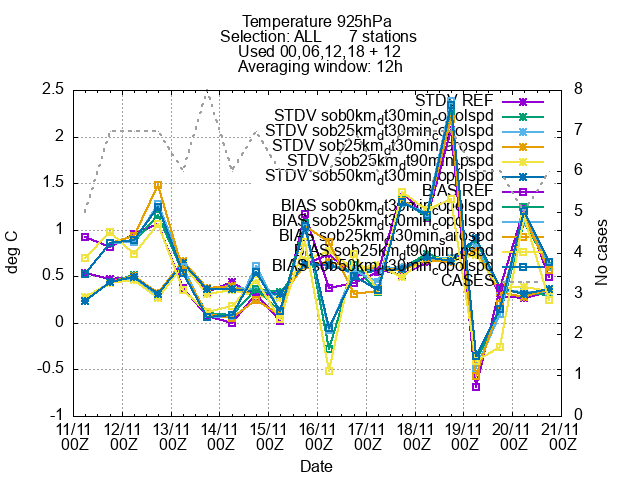 Temperature 925hPa
Selection: ALL 7 stations
Used 00,06,12,18 + 12
Averaging window: 12h
STDV REF
STDV sob0km_dt30min_copolspd
STDV sob25km_dt30min_copolspd
STDV sob25km_dt30min_sarlospd
STDV sob25km_dt90min_copolspd
STDV sob50km_dt30min_copolspd
BIAS REF
BIAS sob0km_dt30min_copolspd
BIAS sob25km_dt30min_copolspd
BIAS sob25km_dt30min
BIAS sob25km_dt90min
BIAS sob50km_dt30min_copolspd
CASES
deg C
2.5
2
1.5
1
0.5
0
-0.5
-1
No cases
8
7
6
5
4
3
2
1
0
11/11 12/11 13/11 14/11 15/11 16/11 17/11 18/11 19/11 20/11 21/11
00Z 00Z 00Z 00Z 00Z 00Z 00Z 00Z 00Z 00Z 00Z
Date